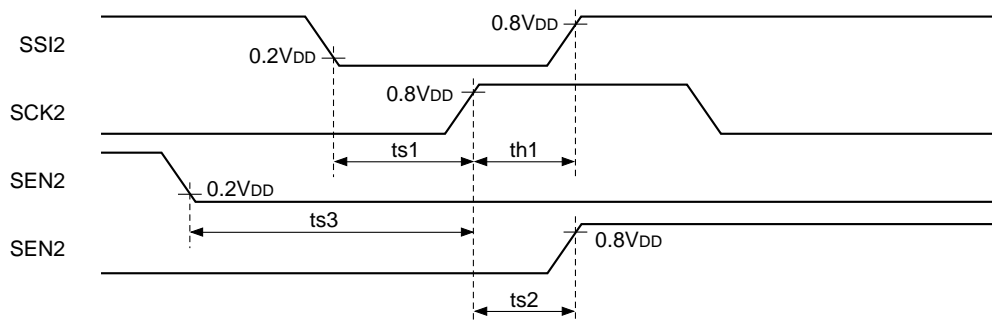 SSI2
0.2VDD
0.8VDD
SCK2
0.8VDD
ts1
th1
SEN2
0.2VDD
ts3
SEN2
0.8VDD
ts2